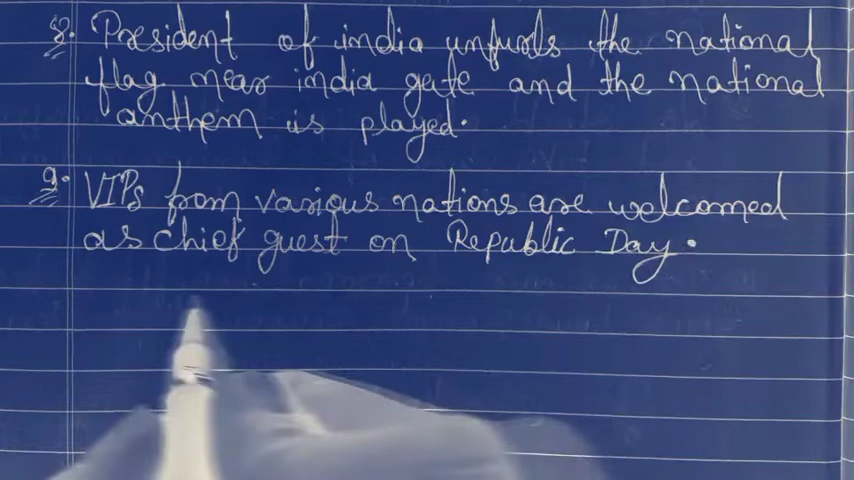 8. President of india unfurls the national
flag near india gate and the national
anthem is played.
9. VIPs from various nations are welcomed
as chief guest on Republic Day.